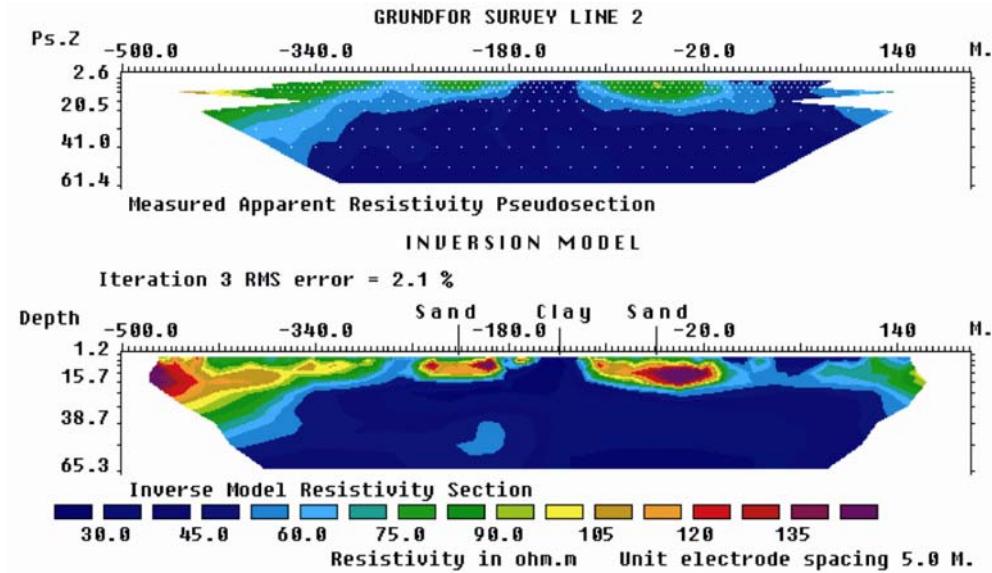 GRUNDFOR SURVEY LINE 2
Ps.Z -500.0 -340.0 -180.0 -20.0 140 M.
2.6
20.5
41.0
61.4
Measured Apparent Resistivity Pseudosection
INVERSION MODEL
Iteration 3 RMS error = 2.1 %
Sand Clay Sand
Depth -500.0 -340.0 -180.0 -20.0 140 M.
1.2
15.7
38.7
65.3
Inverse Model Resistivity Section
30.0 45.0 60.0 75.0 90.0 105 120 135
Resistivity in ohm.m Unit electrode spacing 5.0 M.